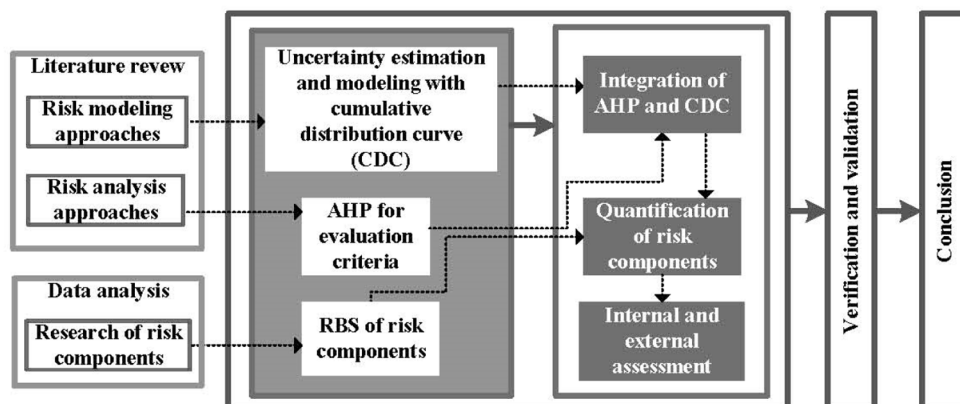 Literature revew
Risk modeling
approaches
Risk analysis
approaches
Data analysis
Research of risk
components
Uncertainty estimation
and modeling with
cumulative
distribution curve
(CDC)
AHP for
evaluation
criteria
RBS of risk
components
Integration of
AHP and CDC
Quantification
of risk
components
Internal and
external
assessment
Verification and validation
Conclusion